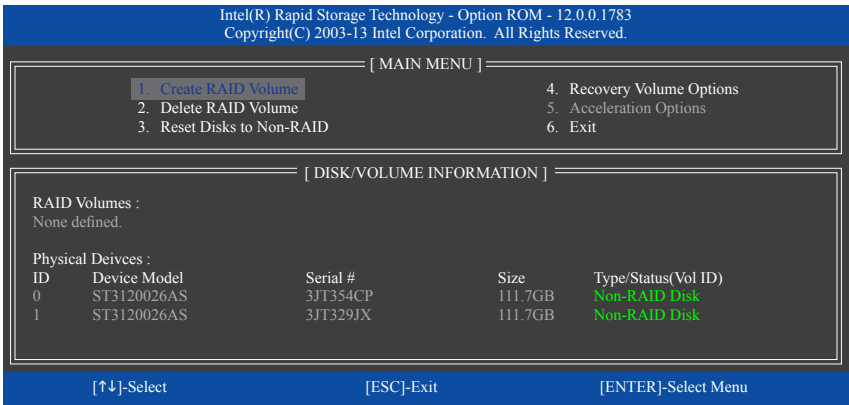 Intel(R) Rapid Storage Technology - Option ROM - 12.0.0.1783
Copyright(C) 2003-13 Intel Corporation. All Rights Reserved.
[ MAIN MENU ]
1. Create RAID Volume 4. Recovery Volume Options
2. Delete RAID Volume 5. Acceleration Options
3. Reset Disks to Non-RAID 6. Exit
[ DISK/VOLUME INFORMATION ]
RAID Volumes :
None defined.
Physical Deivces :
ID Device Model Serial # Size Type/Status(Vol ID)
0 ST3120026AS 3JT354CP 111.7GB Non-RAID Disk
1 ST3120026AS 3JT329JX 111.7GB Non-RAID Disk
[↑↓]-Select [ESC]-Exit [ENTER]-Select Menu